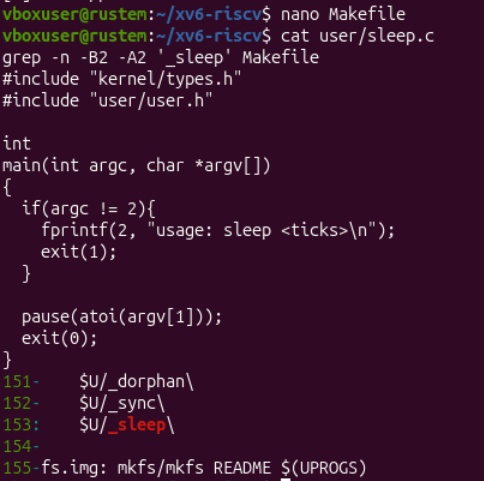 vboxuser@rustem:~/xv6-riscv$ nano Makefile
vboxuser@rustem:~/xv6-riscv$ cat user/sleep.c
grep -n -B2 -A2 '_sleep' Makefile
#include "kernel/types.h"
#include "user/user.h"

int
main(int argc, char *argv[])
{
  if(argc != 2){
    fprintf(2, "usage: sleep <ticks>\n");
    exit(1);
  }

  pause(atoi(argv[1]));
  exit(0);
}
151-    $U/_dorphan\
152-    $U/_sync\
153:    $U/_sleep\
154-
155-fs.img: mkfs/mkfs README $(UPROGS)